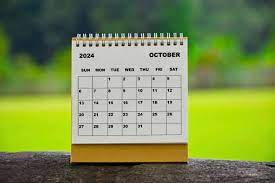 2024 OCTOBER
SUN MON TUE WED THU FRI SAT
1 2 3 4 5
6 7 8 9 10 11 12
13 14 15 16 17 18 19
20 21 22 23 24 25 26
27 28 29 30 31